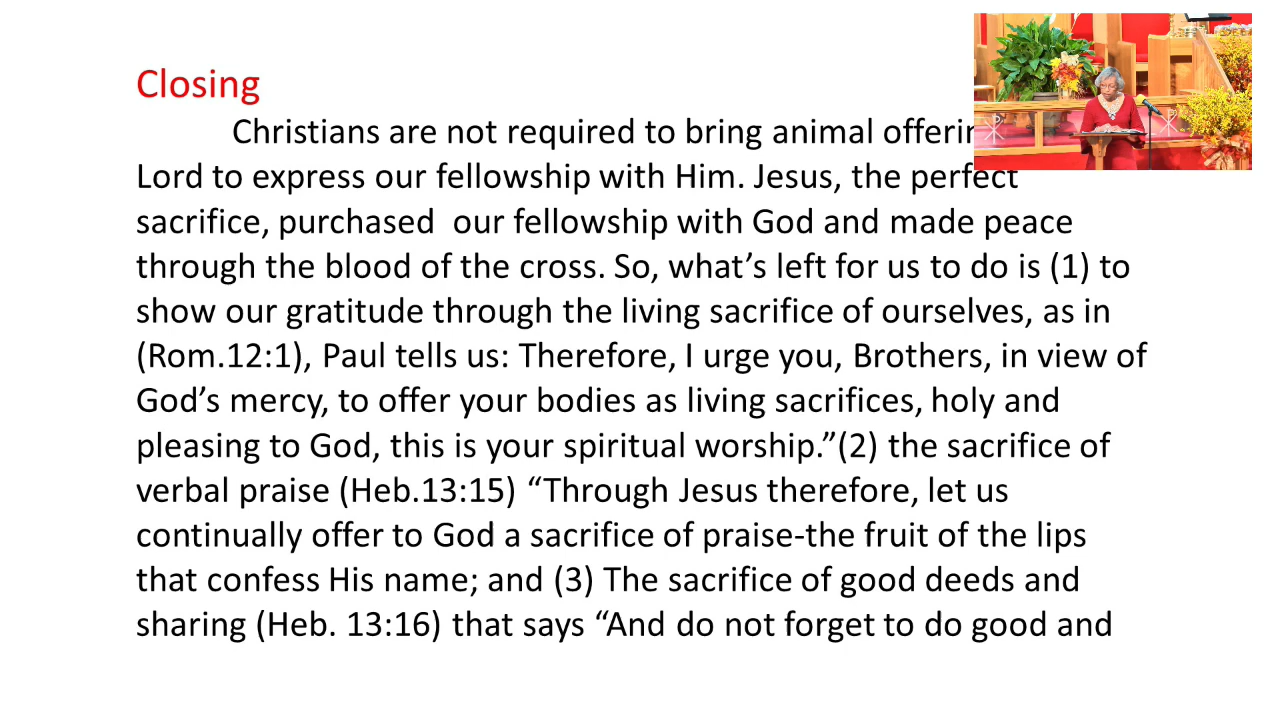 Closing
Christians are not required to bring animal
Lord to express our fellowship with Him. Jesus, the perfect
sacrifice, purchased  our fellowship with God and made peace
through the blood of the cross. So, what’s left for us to do is (1) to
show our gratitude through the living sacrifice of ourselves, as in
(Rom.12:1), Paul tells us: Therefore, I urge you, Brothers, in view of
God’s mercy, to offer your bodies as living sacrifices, holy and
pleasing to God, this is your spiritual worship.”(2) the sacrifice of
verbal praise (Heb.13:15) “Through Jesus therefore, let us
continually offer to God a sacrifice of praise-the fruit of the lips
that confess His name; and (3) The sacrifice of good deeds and
sharing (Heb. 13:16) that says “And do not forget to do good and